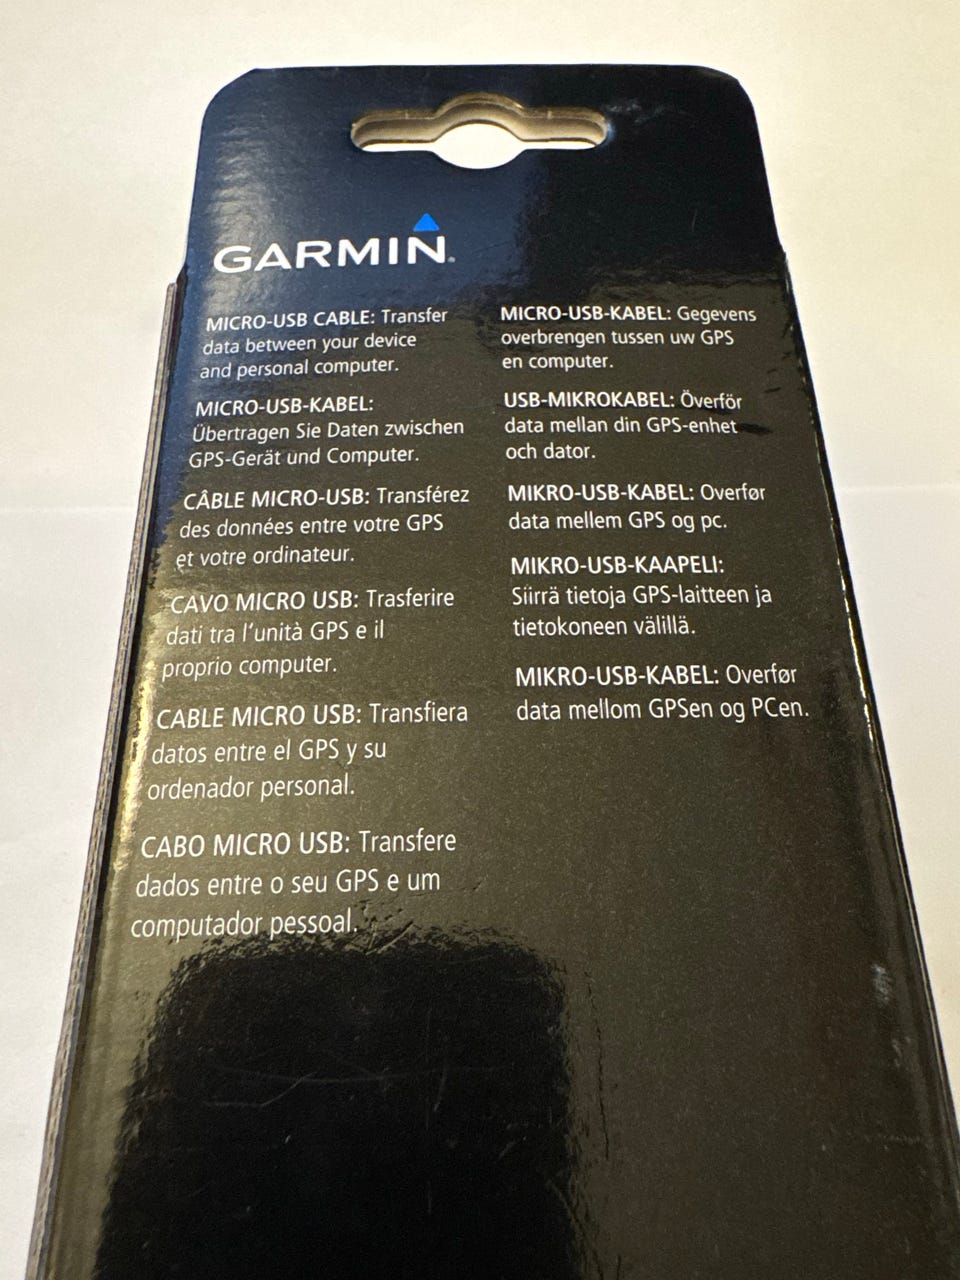 GARMIN.
MICRO-USB CABLE: Transfer
data between your device
and personal computer.
MICRO-USB-KABEL:
Übertragen Sie Daten zwischen
GPS-Gerät und Computer.
CÂBLE MICRO-USB: Transférez
des données entre votre GPS
et votre ordinateur.
CAVO MICRO USB: Trasferire
dati tra l'unità GPS e il
proprio computer.
CABLE MICRO USB: Transfiera
datos entre el GPS y su
ordenador personal.
CABO MICRO USB: Transfere
dados entre o seu GPS e um
computador pessoal.
MICRO-USB-KABEL: Gegevens
overbrengen tussen uw GPS
en computer.
USB-MIKROKABEL: Överför
data mellan din GPS-enhet
och dator.
MIKRO-USB-KABEL: Overfør
data mellem GPS og pc.
MIKRO-USB-KAAPELI:
Siirrä tietoja GPS-laitteen ja
tietokoneen välillä.
MIKRO-USB-KABEL: Overfør
data mellom GPSen og PCen.